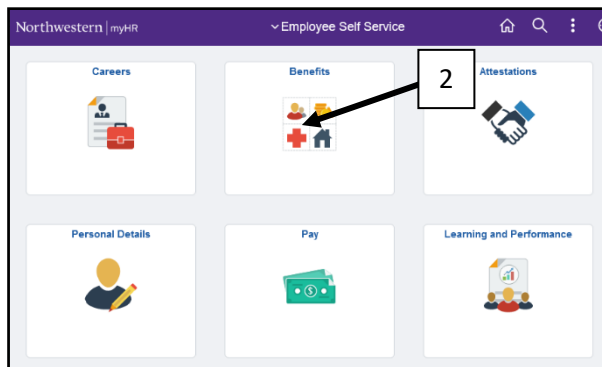 Northwestern | myHR
Employee Self Service
Careers
Benefits
2
Attestations
Personal Details
Pay
Learning and Performance